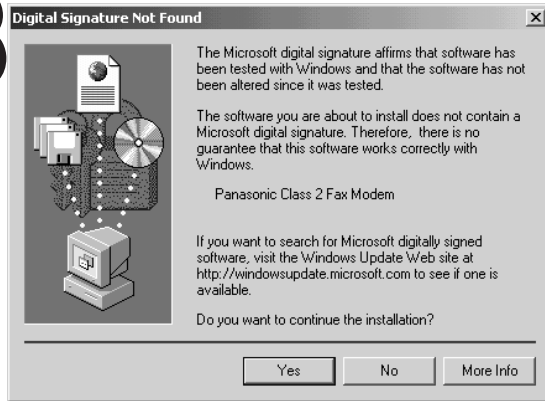 Digital Signature Not Found
The Microsoft digital signature affirms that software has
been tested with Windows and that the software has not
been altered since it was tested.
The software you are about to install does not contain a
Microsoft digital signature. Therefore, there is no
guarantee that this software works correctly with
Windows.
Panasonic Class 2 Fax Modem
If you want to search for Microsoft digitally signed
software, visit the Windows Update Web site at
http://windowsupdate.microsoft.com to see if one is
available.
Do you want to continue the installation?
Yes No More Info